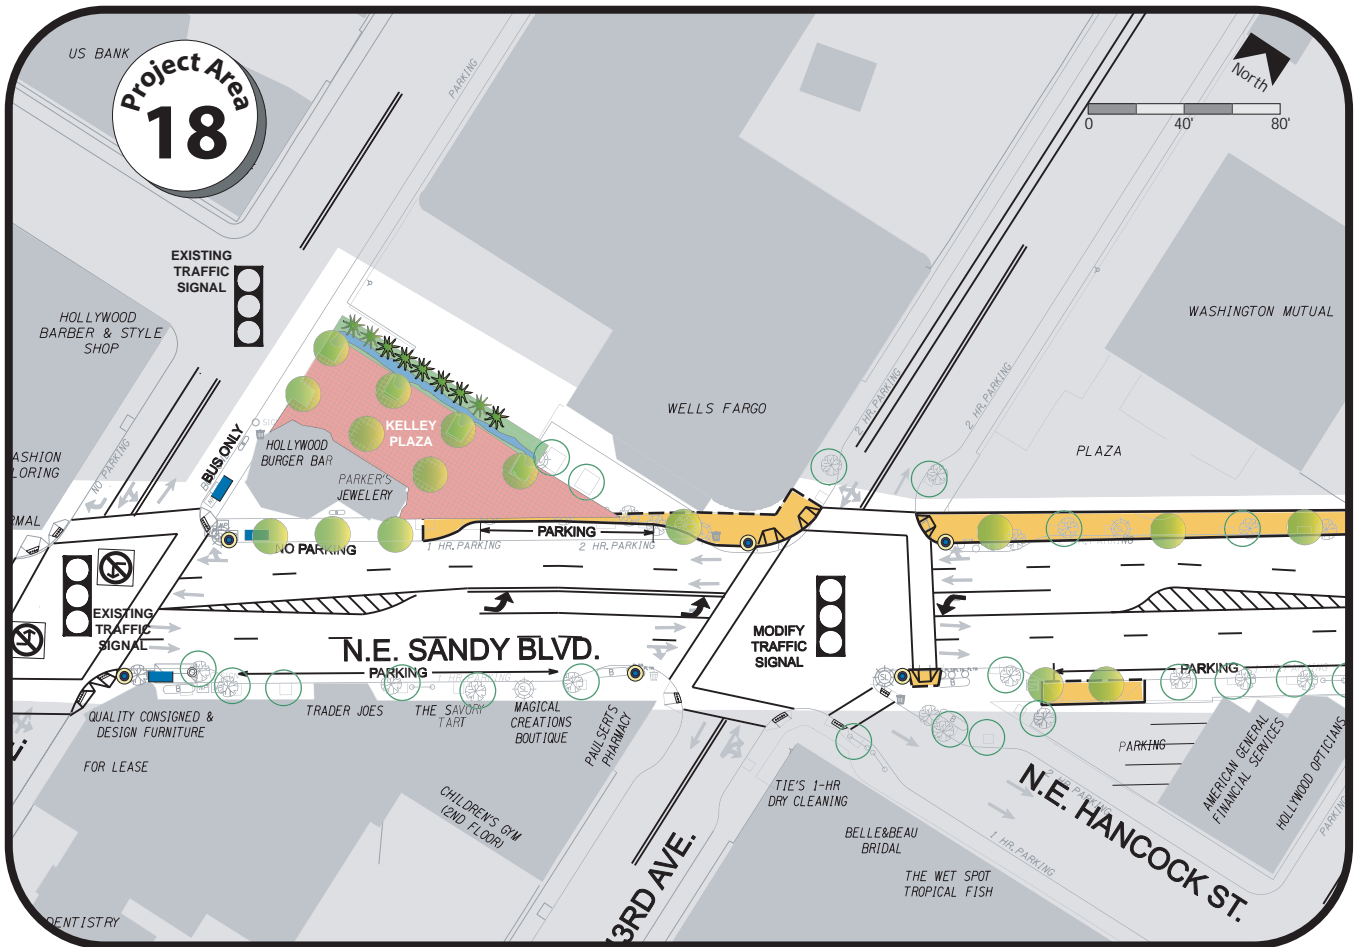 US BANK
Project Area
18
PARKING
North
0 40' 80'
EXISTING
TRAFFIC
SIGNAL
HOLLYWOOD
BARBER & STYLE
SHOP
WASHINGTON MUTUAL
WELLS FARGO
2 HR.PARKING
2 HR.PARKING
PLAZA
KELLEY
PLAZA
HOLLYWOOD
BURGER BAR
PARKER'S
JEWELERY
BUS ONLY
NO PARKING
ASHION
LORING
RMAL
NO PARKING
1 HR.PARKING
PARKING
2 HR.PARKING
EXISTING
TRAFFIC
SIGNAL
N.E. SANDY BLVD.
MODIFY
TRAFFIC
SIGNAL
PARKING
PARKING
QUALITY CONSIGNED &
DESIGN FURNITURE
FOR LEASE
TRADER JOES
THE SAVORY
TART
MAGICAL
CREATIONS
BOUTIQUE
PAULSERTS
PHARMACY
CHILDREN'S GYM
(2ND FLOOR)
TIE'S 1-HR
DRY CLEANING
BELLE&BEAU
BRIDAL
THE WET SPOT
TROPICAL FISH
1 HR.PARKING
2 HR.PARKING
N.E. HANCOCK ST.
PARKING
AMERICAN GENERAL
FINANCIAL SERVICES
HOLLYWOOD OPTICIANS
PARKING
3RD AVE.
DENTISTRY